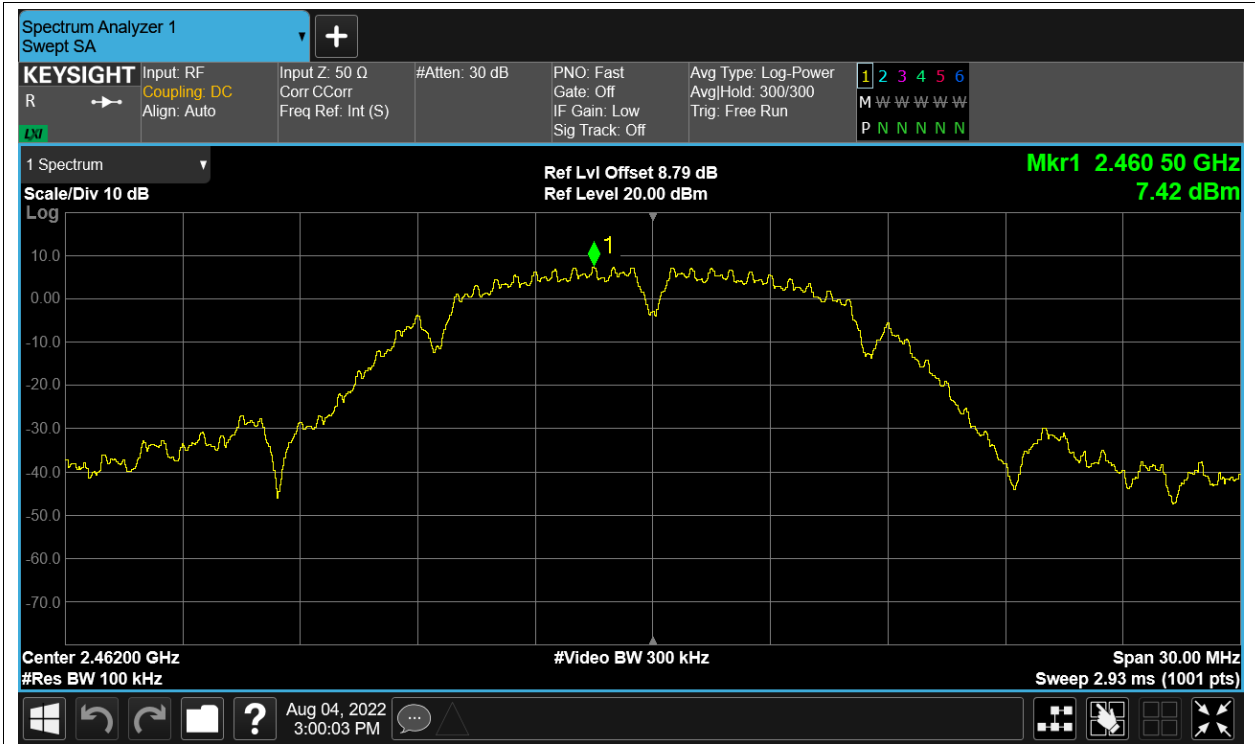 Spectrum Analyzer 1
Swept SA
KEYSIGHT
R
LXI
Input: RF
Coupling: DC
Align: Auto
Input Z: 50 Ω
Corr CCorr
Freq Ref: Int (S)
#Atten: 30 dB
PNO: Fast
Gate: Off
IF Gain: Low
Sig Track: Off
Avg Type: Log-Power
Avg|Hold: 300/300
Trig: Free Run
1 2 3 4 5 6
M W W W W W
P N N N N N
1 Spectrum
Scale/Div 10 dB
Ref Lvl Offset 8.79 dB
Ref Level 20.00 dBm
Mkr1 2.460 50 GHz
7.42 dBm
Log
1
10.0
0.00
-10.0
-20.0
-30.0
-40.0
-50.0
-60.0
-70.0
Center 2.46200 GHz
#Video BW 300 kHz
Span 30.00 MHz
#Res BW 100 kHz
Sweep 2.93 ms (1001 pts)
?
Aug 04, 2022
3:00:03 PM